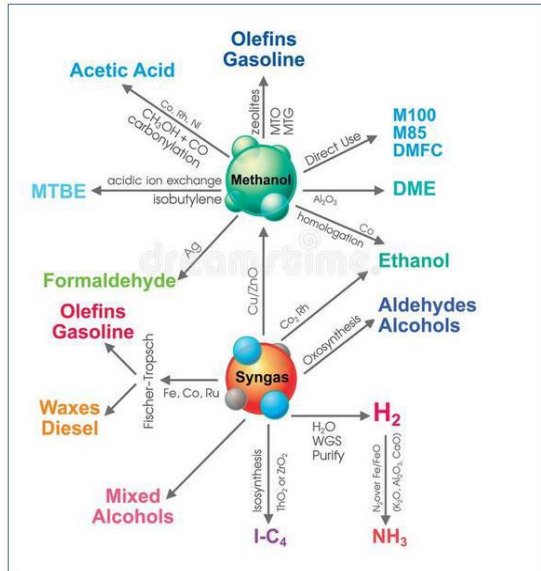 Olefins
Gasoline
Acetic Acid
Co, Rh, NI
CH₃OH + CO
carbonylation
zeolites
MTO
MTG
M100
M85
DMFC
Direct Use
Methanol
MTBE
acidic ion exchange
isobutylene
Al₂O₃
DME
Co
homologation
Ethanol
Ag
Formaldehyde
dreamstime
Cu/ZnO
Co₂ Rh
Aldehydes
Alcohols
Oxosynthesis
Olefins
Gasoline
Fischer-Tropsch
Fe, Co, Ru
Syngas
Waxes
Diesel
H₂O
WGS
Purify
H₂
Mixed
Alcohols
Isosynthesis
ThO₂ or ZrO₂
I-C₄
N₂over Fe/FeO
(K₂O, Al₂O₃, CaO)
NH₃